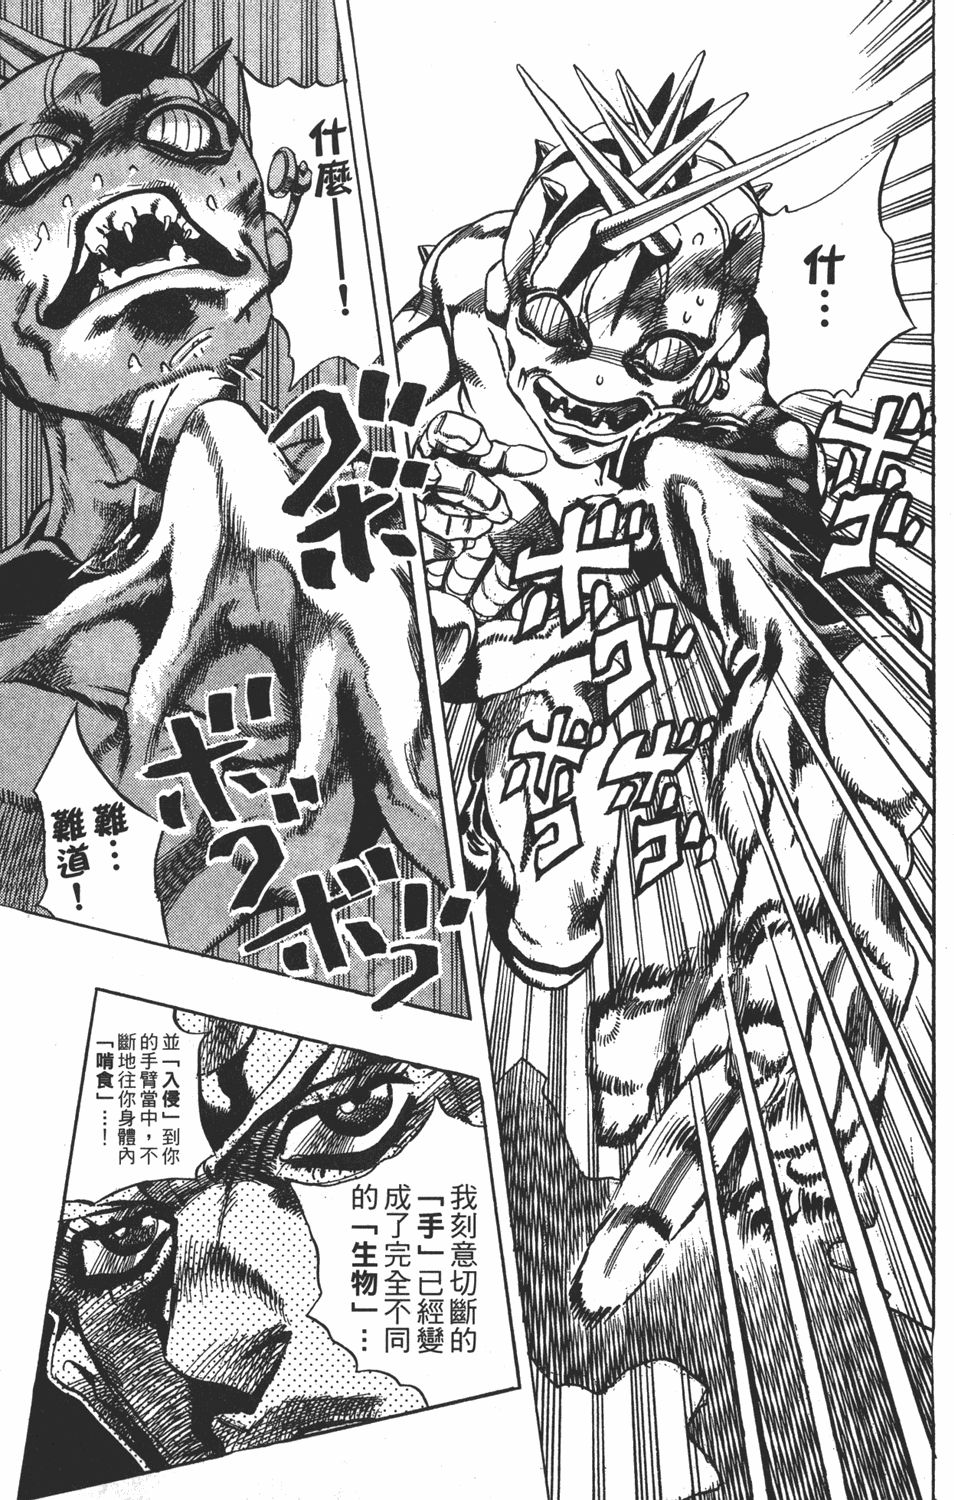 什…
ボゴ
ボゴ
ボゴ
ボゴ
什麼——！
ゴボ
ボゴ
ボゴ
難…
難道！
我刻意切斷的
「手」已經變
成了完全不同
的「生物」…
並「入侵」到你
的手臂當中，不
斷地往你身體內
「啃食」…！